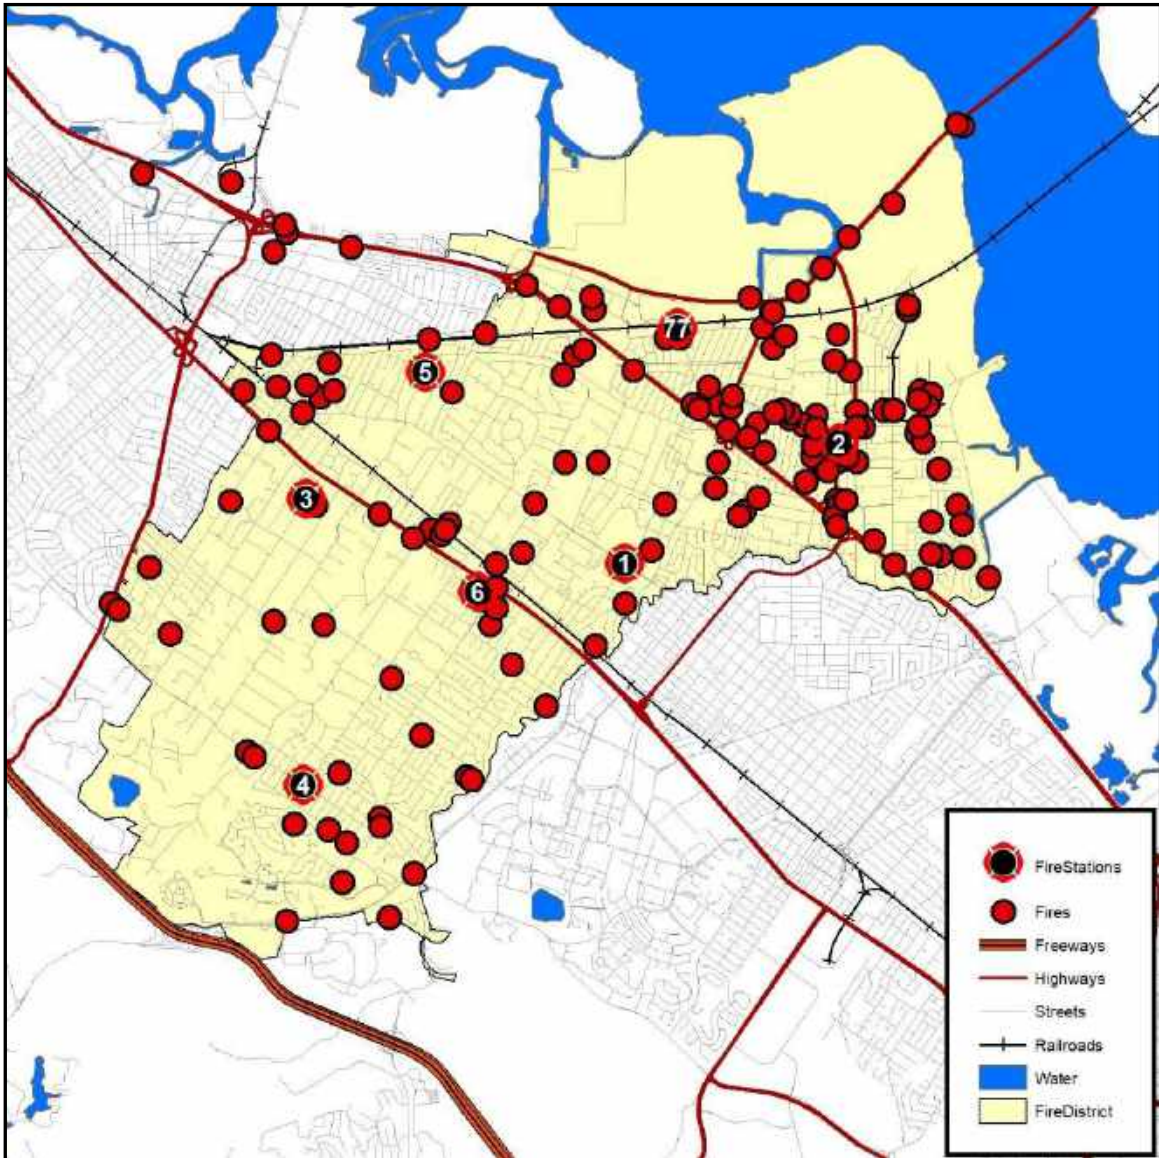 77
5
2
3
1
6
4
FireStations
Fires
Freeways
Highways
Streets
Railroads
Water
FireDistrict